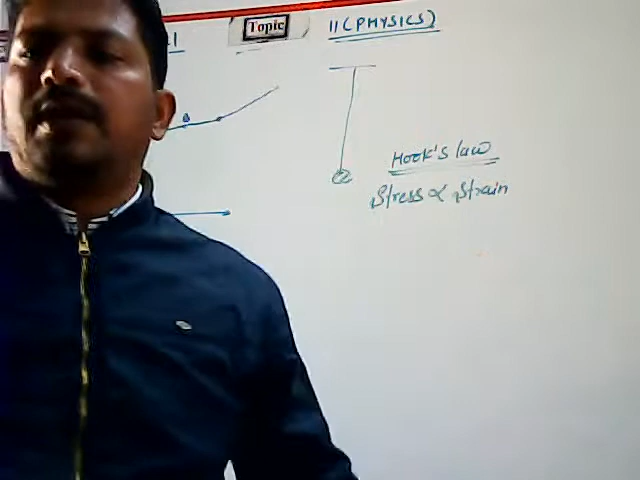 Topic
11 (PHYSICS)
B
Hook's law
Stress ∝ Strain